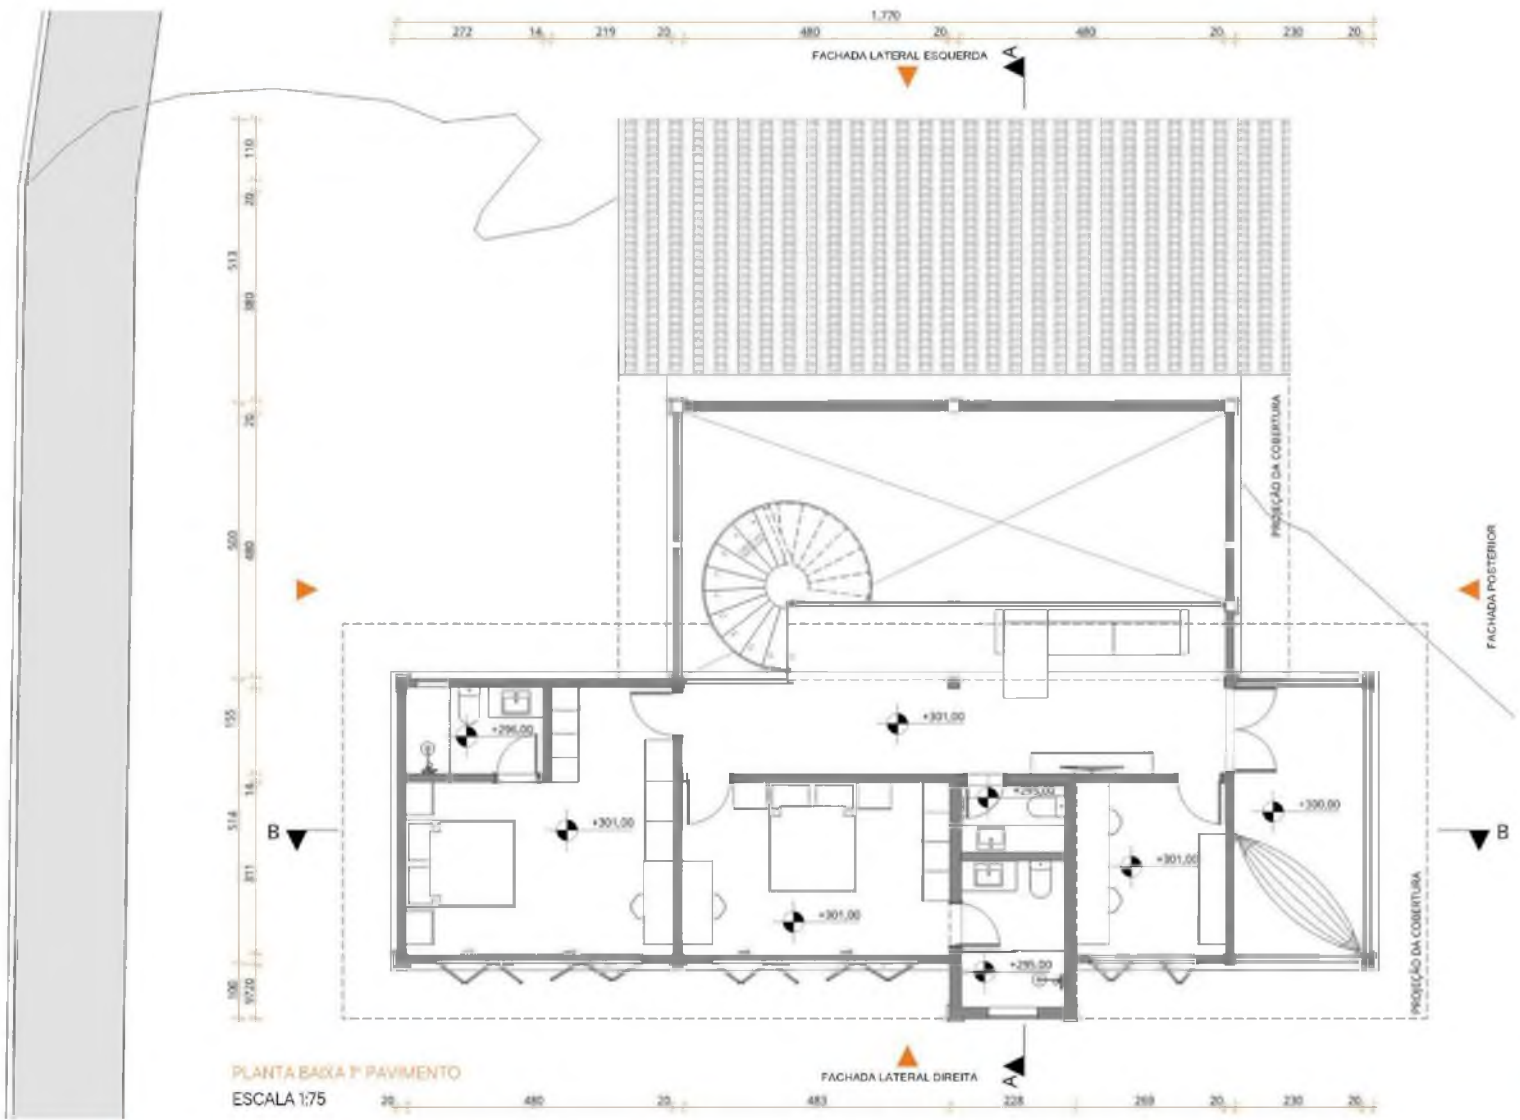 1.770
272 14 219 20 480 20 480 20 230 20
FACHADA LATERAL ESQUERDA
A
110
20
513
380
20
PROJEÇÃO DA COBERTURA
500
480
FACHADA POSTERIOR
155
+296,00
+301,00
14
+295,00
+300,00
B
514
+301,00
+301,00
B
311
+301,00
+295,00
PROJEÇÃO DA COBERTURA
106
PLANTA BAIXA 1º PAVIMENTO
FACHADA LATERAL DIREITA
A
ESCALA 1:75
20 480 20 483 228 269 20 230 20